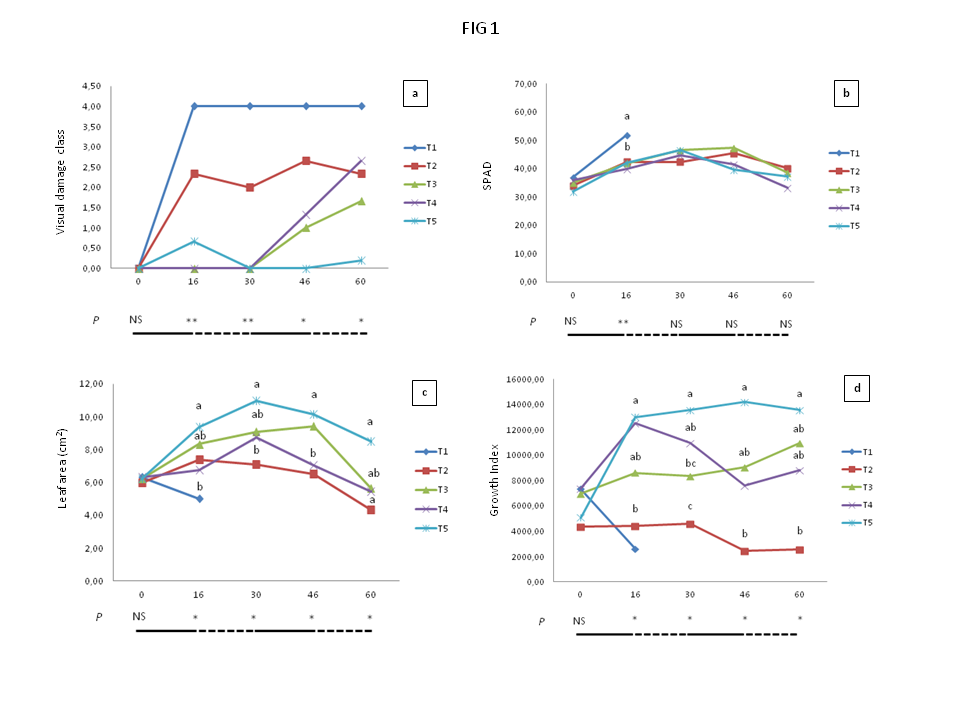 FIG 1
a
Visual damage class
4,50
4,00
3,50
3,00
2,50
2,00
1,50
1,00
0,50
0,00
0 16 30 46 60
T1
T2
T3
T4
T5
P NS ** ** * *
b
SPAD
70,00
60,00
50,00
40,00
30,00
20,00
10,00
0,00
a
b
0 16 30 46 60
T1
T2
T3
T4
T5
P NS ** NS NS NS
c
Leaf area (cm2)
12,00
10,00
8,00
6,00
4,00
2,00
0,00
a a a a
ab ab ab
b b b a
0 16 30 46 60
T1
T2
T3
T4
T5
P NS * * * *
d
Growth Index
16000,00
14000,00
12000,00
10000,00
8000,00
6000,00
4000,00
2000,00
0,00
a a a a
ab ab ab ab
bc ab
b c b b
0 16 30 46 60
T1
T2
T3
T4
T5
P NS * * * *